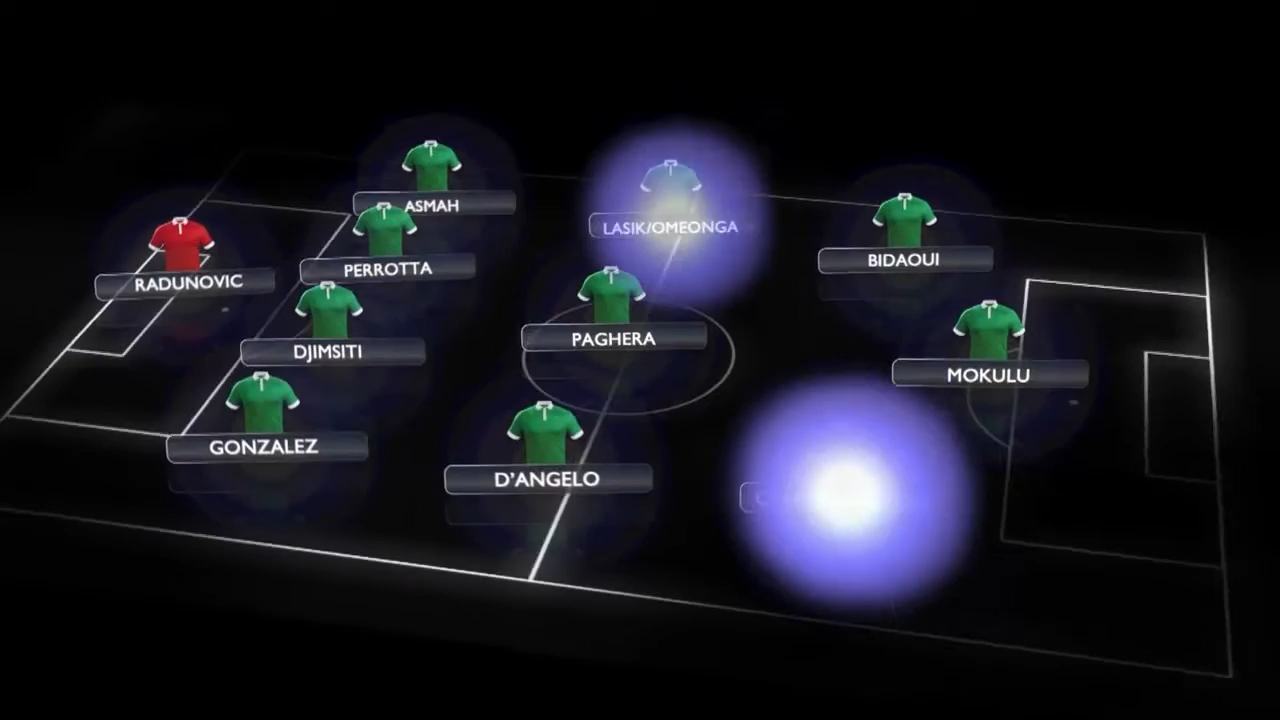 ASMAH
LASIK/OMEONGA
PERROTTA
BIDAOUI
RADUNOVIC
DJIMSITI
PAGHERA
MOKULU
GONZALEZ
D'ANGELO